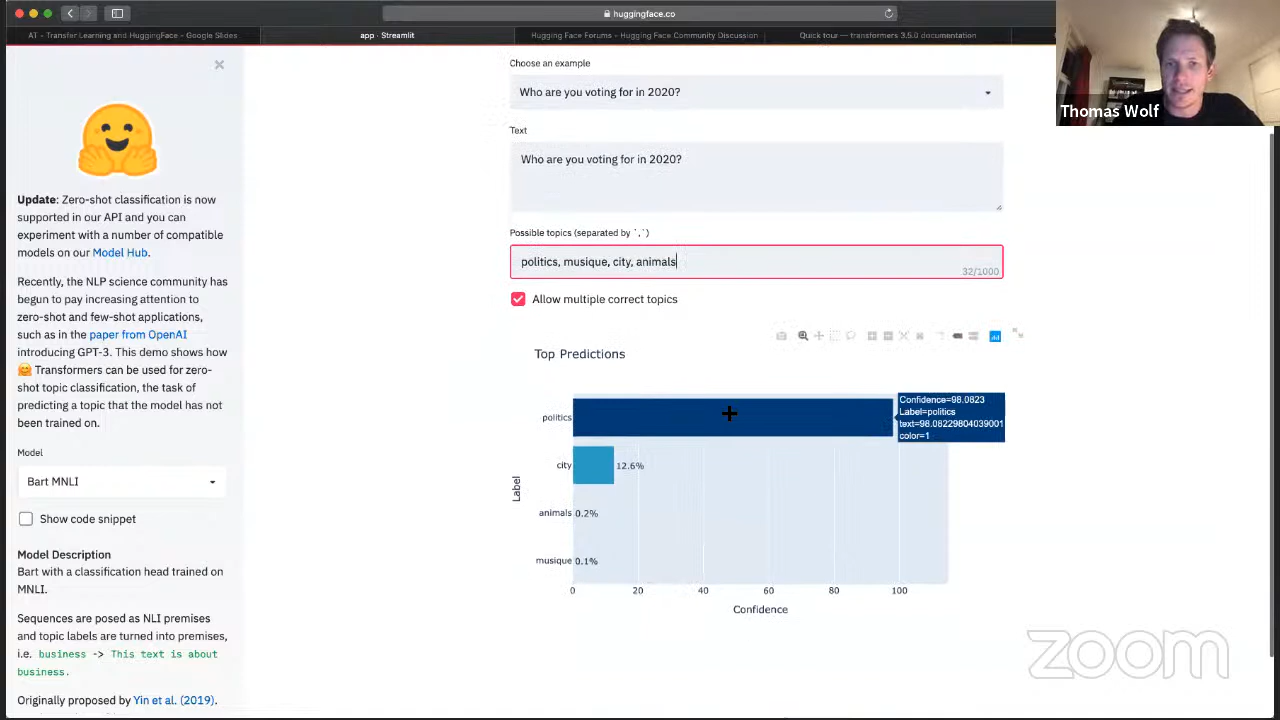 huggingface.co
AT - Transfer Learning and HuggingFace - Google Slides
app · Streamlit
Hugging Face Forums - Hugging Face Community Discussion
Quick tour — transformers 3.5.0 documentation
Thomas Wolf
Update: Zero-shot classification is now
supported in our API and you can
experiment with a number of compatible
models on our Model Hub.
Recently, the NLP science community has
begun to pay increasing attention to
zero-shot and few-shot applications,
such as in the paper from OpenAI
introducing GPT-3. This demo shows how
🤗 Transformers can be used for zero-
shot topic classification, the task of
predicting a topic that the model has not
been trained on.
Model
Bart MNLI
Show code snippet
Model Description
Bart with a classification head trained on
MNLI.
Sequences are posed as NLI premises
and topic labels are turned into premises,
i.e. business -> This text is about
business.
Originally proposed by Yin et al. (2019).
Choose an example
Who are you voting for in 2020?
Text
Who are you voting for in 2020?
Possible topics (separated by `,`)
politics, musique, city, animals
32/1000
Allow multiple correct topics
Top Predictions
politics
Confidence=98.0823
Label=politics
text=98.08229804039001
color=1
city 12.6%
animals 0.2%
musique 0.1%
Label
0 20 40 60 80 100
Confidence
zoom